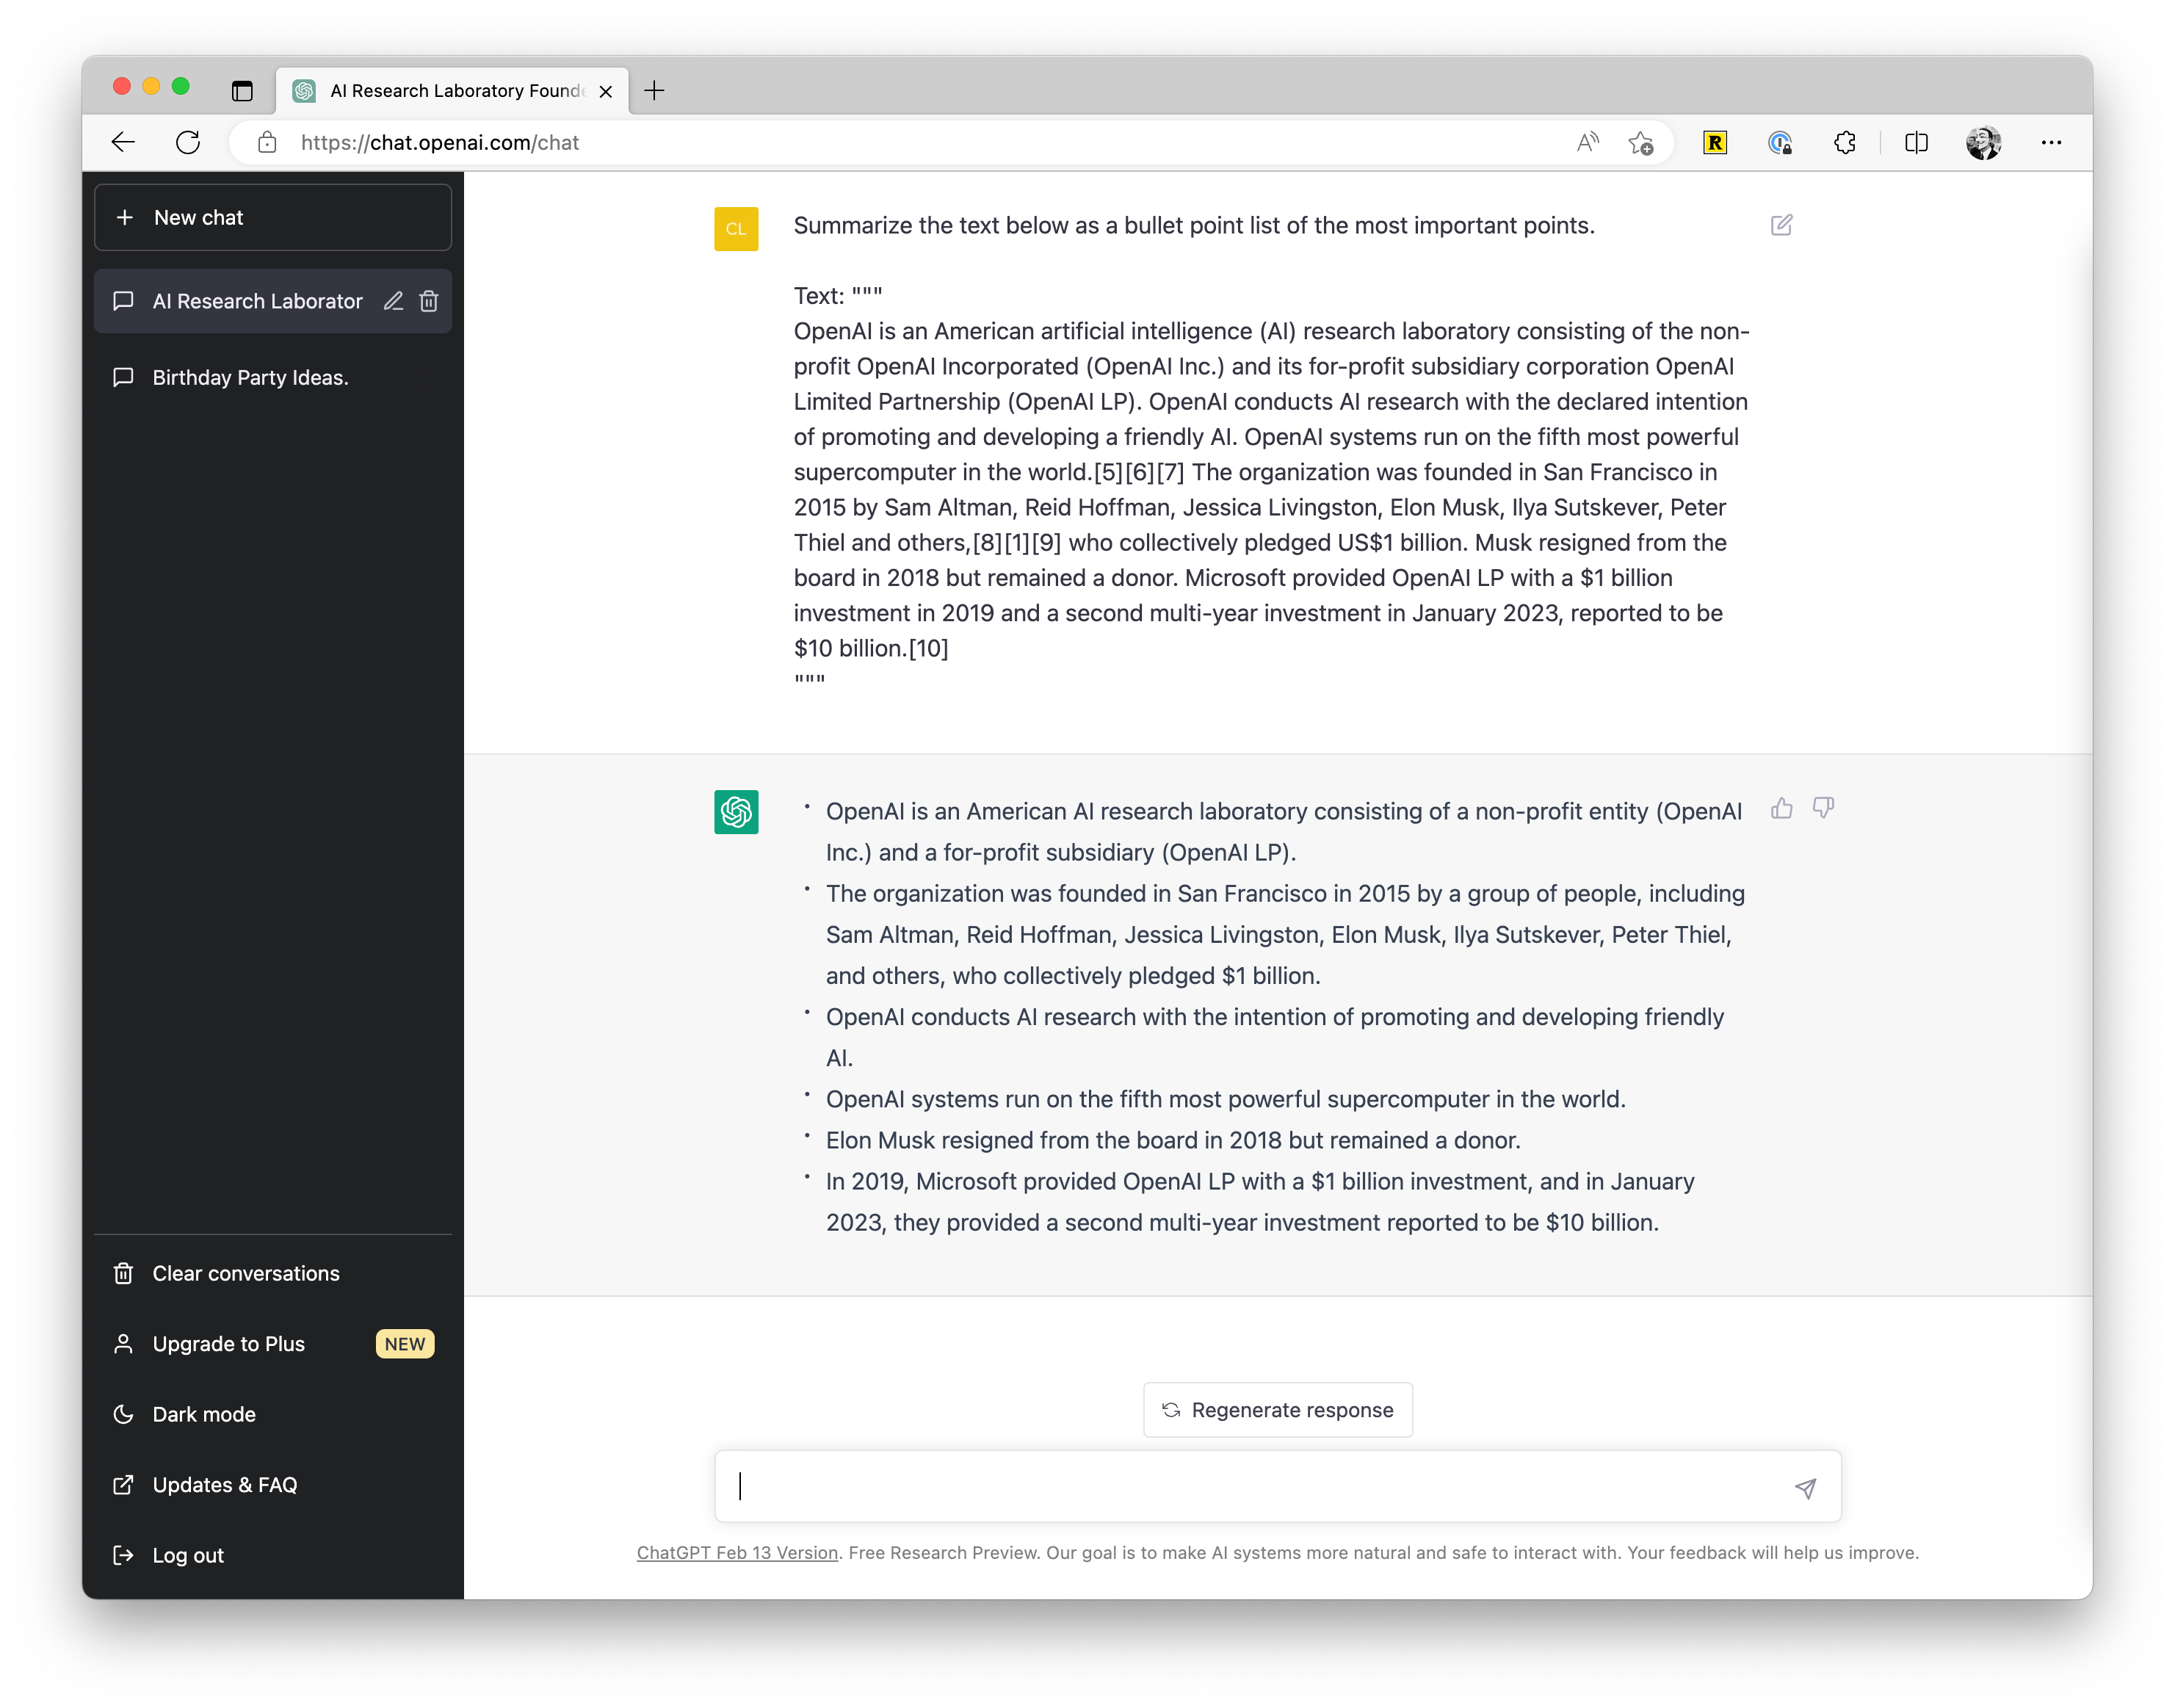 AI Research Laboratory Founde
https://chat.openai.com/chat
R
New chat
AI Research Laborator
Birthday Party Ideas.
CL
Summarize the text below as a bullet point list of the most important points.
Text: """
OpenAI is an American artificial intelligence (AI) research laboratory consisting of the non-
profit OpenAI Incorporated (OpenAI Inc.) and its for-profit subsidiary corporation OpenAI
Limited Partnership (OpenAI LP). OpenAI conducts AI research with the declared intention
of promoting and developing a friendly AI. OpenAI systems run on the fifth most powerful
supercomputer in the world.[5][6][7] The organization was founded in San Francisco in
2015 by Sam Altman, Reid Hoffman, Jessica Livingston, Elon Musk, Ilya Sutskever, Peter
Thiel and others,[8][1][9] who collectively pledged US$1 billion. Musk resigned from the
board in 2018 but remained a donor. Microsoft provided OpenAI LP with a $1 billion
investment in 2019 and a second multi-year investment in January 2023, reported to be
$10 billion.[10]
"""
• OpenAI is an American AI research laboratory consisting of a non-profit entity (OpenAI
Inc.) and a for-profit subsidiary (OpenAI LP).
• The organization was founded in San Francisco in 2015 by a group of people, including
Sam Altman, Reid Hoffman, Jessica Livingston, Elon Musk, Ilya Sutskever, Peter Thiel,
and others, who collectively pledged $1 billion.
• OpenAI conducts AI research with the intention of promoting and developing friendly
AI.
• OpenAI systems run on the fifth most powerful supercomputer in the world.
• Elon Musk resigned from the board in 2018 but remained a donor.
• In 2019, Microsoft provided OpenAI LP with a $1 billion investment, and in January
2023, they provided a second multi-year investment reported to be $10 billion.
Clear conversations
Upgrade to Plus NEW
Dark mode
Updates & FAQ
Log out
Regenerate response
ChatGPT Feb 13 Version. Free Research Preview. Our goal is to make AI systems more natural and safe to interact with. Your feedback will help us improve.